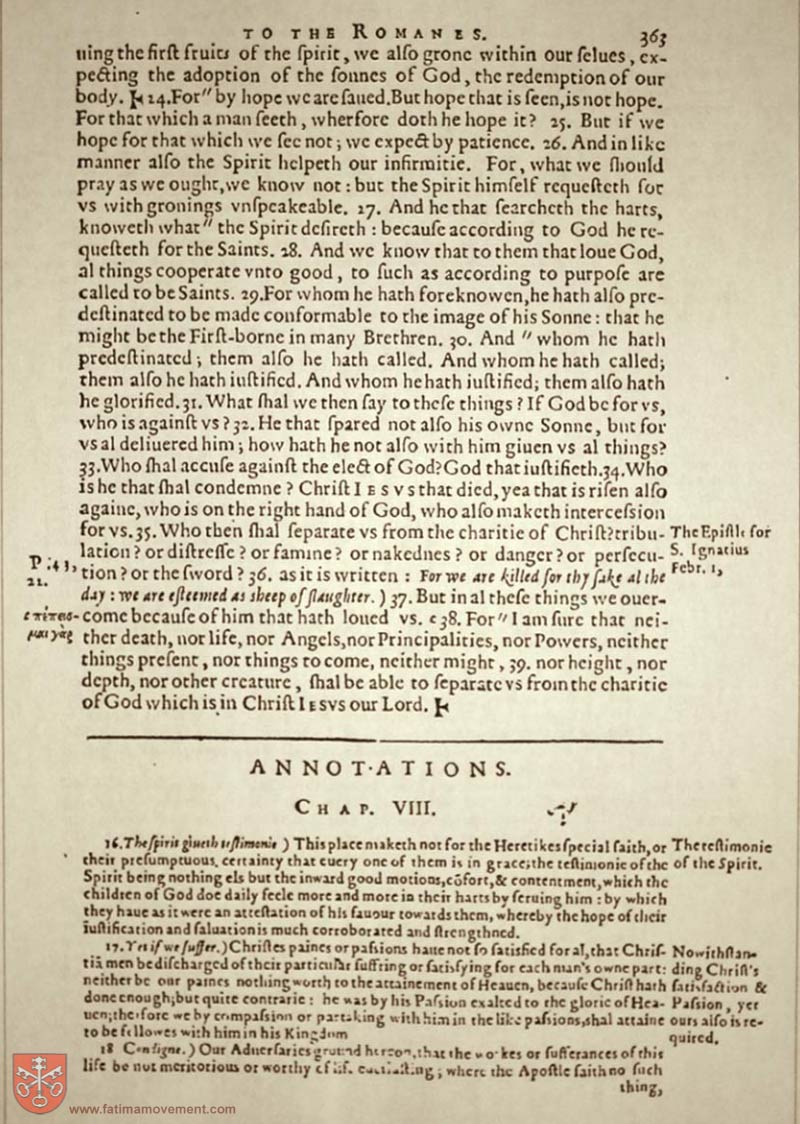 TO THE ROMANES.
363
uing the first fruits of the spirit, we also grone within our selues, ex-
pecting the adoption of the sonnes of God, the redemption of our
body. 24. For" by hope we are saued. But hope that is seen, is not hope.
For that which a man seeth, wherfore doth he hope it? 25. But if we
hope for that which we see not; we expect by patience. 26. And in like
manner also the Spirit helpeth our infirmitie. For, what we should
pray as we ought, we know not: but the Spirit himself requesteth for
vs with gronings vnspeakeable. 27. And he that searcheth the harts,
knoweth what" the Spirit desireth: because according to God he re-
questeth for the Saints. 28. And we know that to them that loue God,
al things cooperate vnto good, to such as according to purpose are
called to be Saints. 29. For whom he hath foreknowen, he hath also pre-
destinated to be made conformable to the image of his Sonne: that he
might be the First-borne in many Brethren. 30. And " whom he hath
predestinated; them also he hath called. And whom he hath called;
them also he hath iustified. And whom he hath iustified; them also hath
he glorified. 31. What shal we then say to these things? If God be for vs,
who is against vs? 32. He that spared not also his owne Sonne, but for
vs al deliuered him; how hath he not also with him giuen vs al things?
33. Who shal accuse against the elect of God? God that iustifieth. 34. Who
is he that shal condemne? Christ IESVS that died, yea that is risen also
againe, who is on the right hand of God, who also maketh intercession
for vs. 35. Who then shal separate vs from the charitie of Christ? tribu-
lation? or distresse? or famine? or nakednes? or danger? or persecu-
tion? or the sword? 36. as it is written: For we are killed for thy sake al the
day: we are esteemed as sheep of slaughter.) 37. But in al these things we ouer-
come because of him that hath loued vs. c 38. For" I am sure that nei-
ther death, nor life, nor Angels, nor Principalities, nor Powers, neither
things present, nor things to come, neither might, 39. nor height, nor
depth, nor other creature, shal be able to separate vs from the charitie
of God which is in Christ IESVS our Lord.
The Epistle for
S. Ignatius
Febr. 1,
21.
ANNOTATIONS.
CHAP. VIII.
16. The spirit giueth testimonie) This place maketh not for the Heretikes special faith, or
their presumptuous certainty that euery one of them is in grace; the testimonie of the
Spirit being nothing els but the inward good motions, cõfort, & contentment, which the
children of God doe daily feele more and more in their harts by seruing him: by which
they haue as it were an attestation of his fauour towards them, whereby the hope of their
iustification and saluation is much corroborated and strengthned.
The testimonie
of the Spirit.
17. Yet if we suffer.) Christes paines or passions haue not so satisfied for al, that Chris-
tiã men be discharged of their particular suffring or satisfying for each man's owne part:
neither be our paines nothing worth to the attainement of Heauen, because Christ hath
done enough; but quite contrarie: he was by his Passion exalted to the glorie of Hea-
uen; therfore we by compassion or partaking with him in the like passions, shal attaine
to be fellowes with him in his Kingdom
Nowithstan-
ding Christ's
satisfaction &
Passion, yet
ours also is re-
quired.
18 Condigne.) Our Aduersaries ground hereon, that the workes or sufferances of this
life be not meritorious or worthy of life euerlasting; where the Apostle saith no such
thing,
www.fatimamovement.com